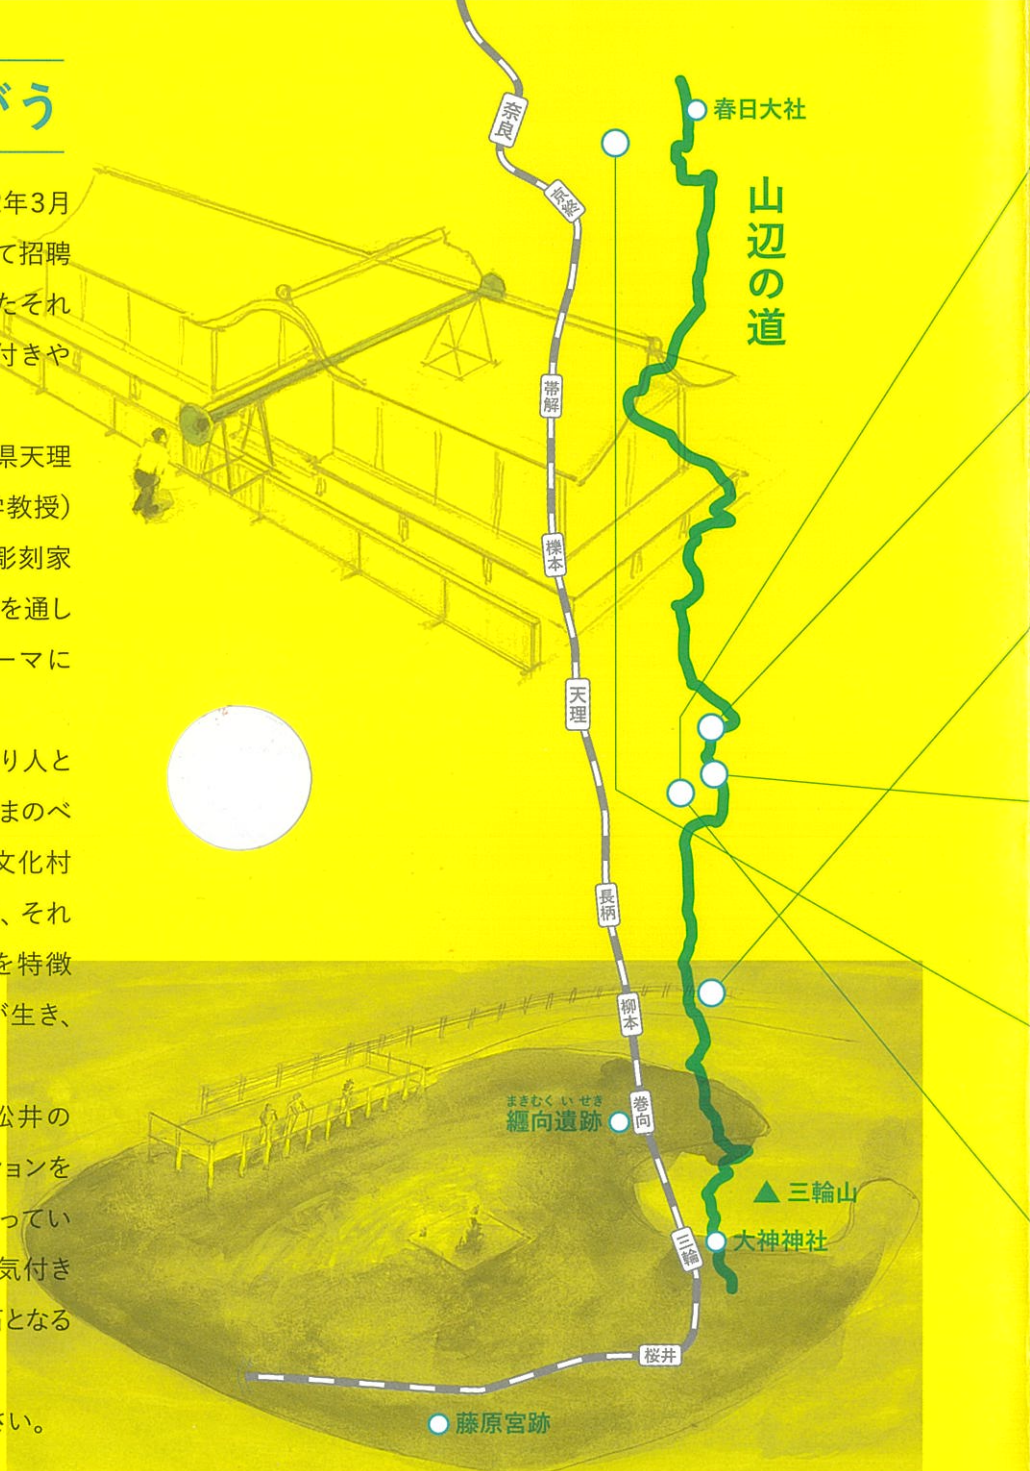 がう
年3月
て招聘
たそれ
付きや
県天理
学教授）
彫刻家
を通し
ーマに
り人と
まのべ
文化村
、それ
を特徴
が生き、
松井の
ョンを
ってい
気付き
となる
さい。
奈良
京終
帯解
櫟本
天理
長柄
柳本
巻向
三輪
桜井
春日大社
山辺の道
まきむくいせき
纒向遺跡
▲三輪山
大神神社
藤原宮跡